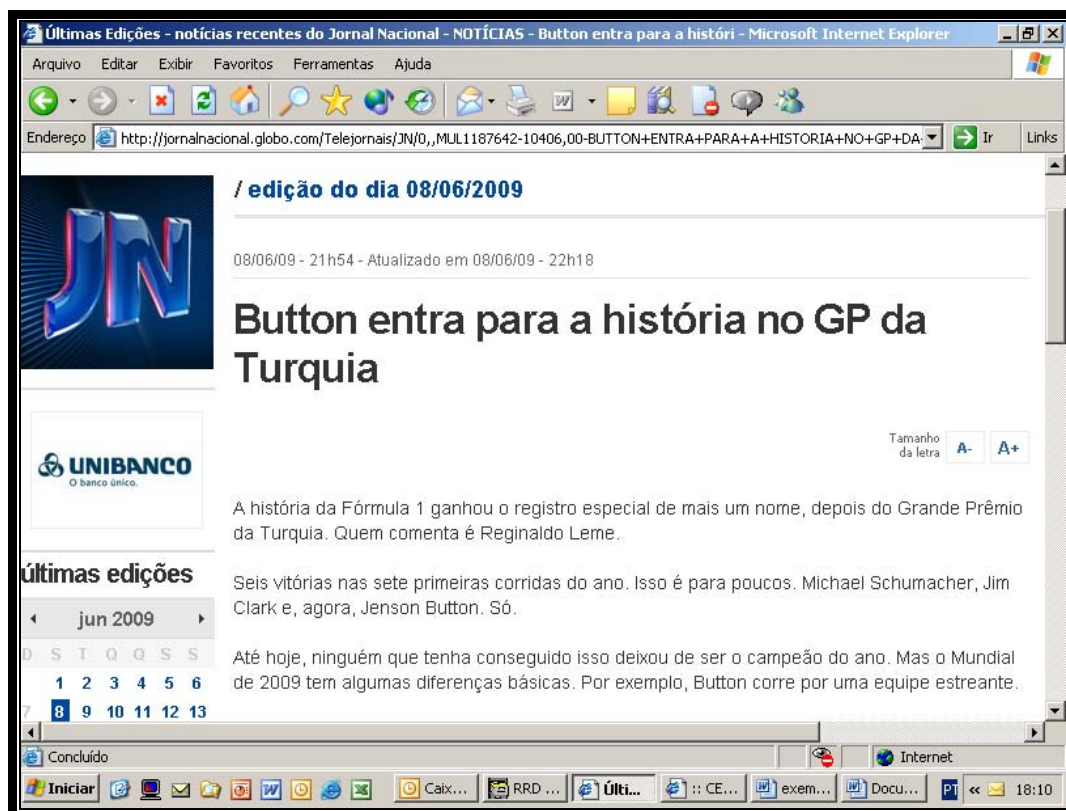 Últimas Edições - notícias recentes do Jornal Nacional - NOTÍCIAS - Button entra para a históri - Microsoft Internet Explorer
Arquivo Editar Exibir Favoritos Ferramentas Ajuda
Endereço http://jornalnacional.globo.com/Telejornais/JN/0,,MUL1187642-10406,00-BUTTON+ENTRA+PARA+A+HISTORIA+NO+GP+DA Ir Links
JN
/ edição do dia 08/06/2009
08/06/09 - 21h54 - Atualizado em 08/06/09 - 22h18
Button entra para a história no GP da
Turquia
Tamanho
da letra A- A+
UNIBANCO
O banco único.
A história da Fórmula 1 ganhou o registro especial de mais um nome, depois do Grande Prêmio
da Turquia. Quem comenta é Reginaldo Leme.
Seis vitórias nas sete primeiras corridas do ano. Isso é para poucos. Michael Schumacher, Jim
Clark e, agora, Jenson Button. Só.
Até hoje, ninguém que tenha conseguido isso deixou de ser o campeão do ano. Mas o Mundial
de 2009 tem algumas diferenças básicas. Por exemplo, Button corre por uma equipe estreante.
últimas edições
jun 2009
D S T Q Q S S
1 2 3 4 5 6
7 8 9 10 11 12 13
Concluído Internet
Iniciar Caix... RRD ... Últi... :: CE... exem... Docu... PT « 18:10